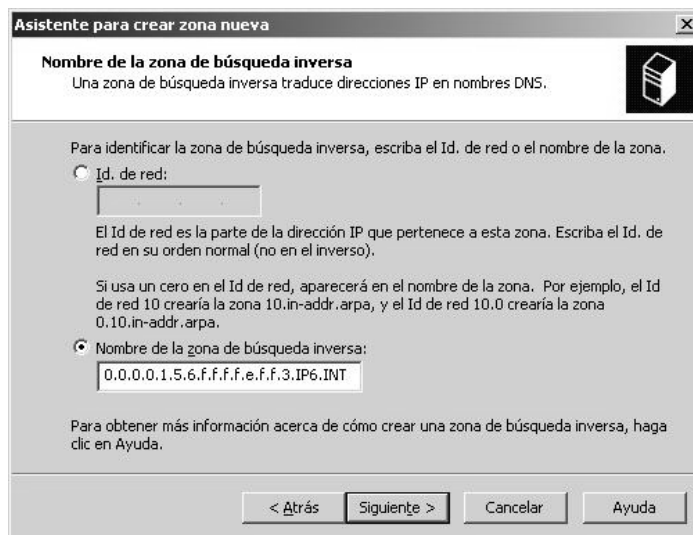 Asistente para crear zona nueva
Nombre de la zona de búsqueda inversa
Una zona de búsqueda inversa traduce direcciones IP en nombres DNS.
Para identificar la zona de búsqueda inversa, escriba el Id. de red o el nombre de la zona.
Id. de red:
El Id de red es la parte de la dirección IP que pertenece a esta zona. Escriba el Id. de
red en su orden normal (no en el inverso).
Si usa un cero en el Id de red, aparecerá en el nombre de la zona. Por ejemplo, el Id
de red 10 crearía la zona 10.in-addr.arpa, y el Id de red 10.0 crearía la zona
0.10.in-addr.arpa.
Nombre de la zona de búsqueda inversa:
0.0.0.0.1.5.6.f.f.f.f.e.f.f.3.IP6.INT
Para obtener más información acerca de cómo crear una zona de búsqueda inversa, haga
clic en Ayuda.
< Atrás
Siguiente >
Cancelar
Ayuda